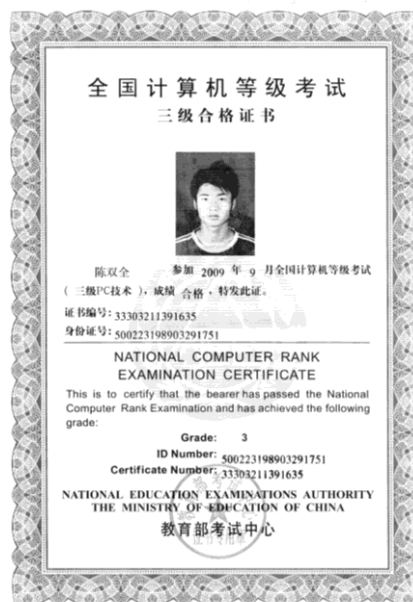 全国计算机等级考试
三级合格证书
陈双全 参加 2009 年 9 月全国计算机等级考试
( 三级PC技术 ), 成绩 合格 , 特发此证。
证书编号: 33303211391635
身份证号: 500223198903291751
NATIONAL COMPUTER RANK
EXAMINATION CERTIFICATE
This is to certify that the bearer has passed the National
Computer Rank Examination and has achieved the following
grade:
Grade: 3
ID Number: 500223198903291751
Certificate Number: 33303211391635
NATIONAL EDUCATION EXAMINATIONS AUTHORITY
THE MINISTRY OF EDUCATION OF CHINA
教育部考试中心